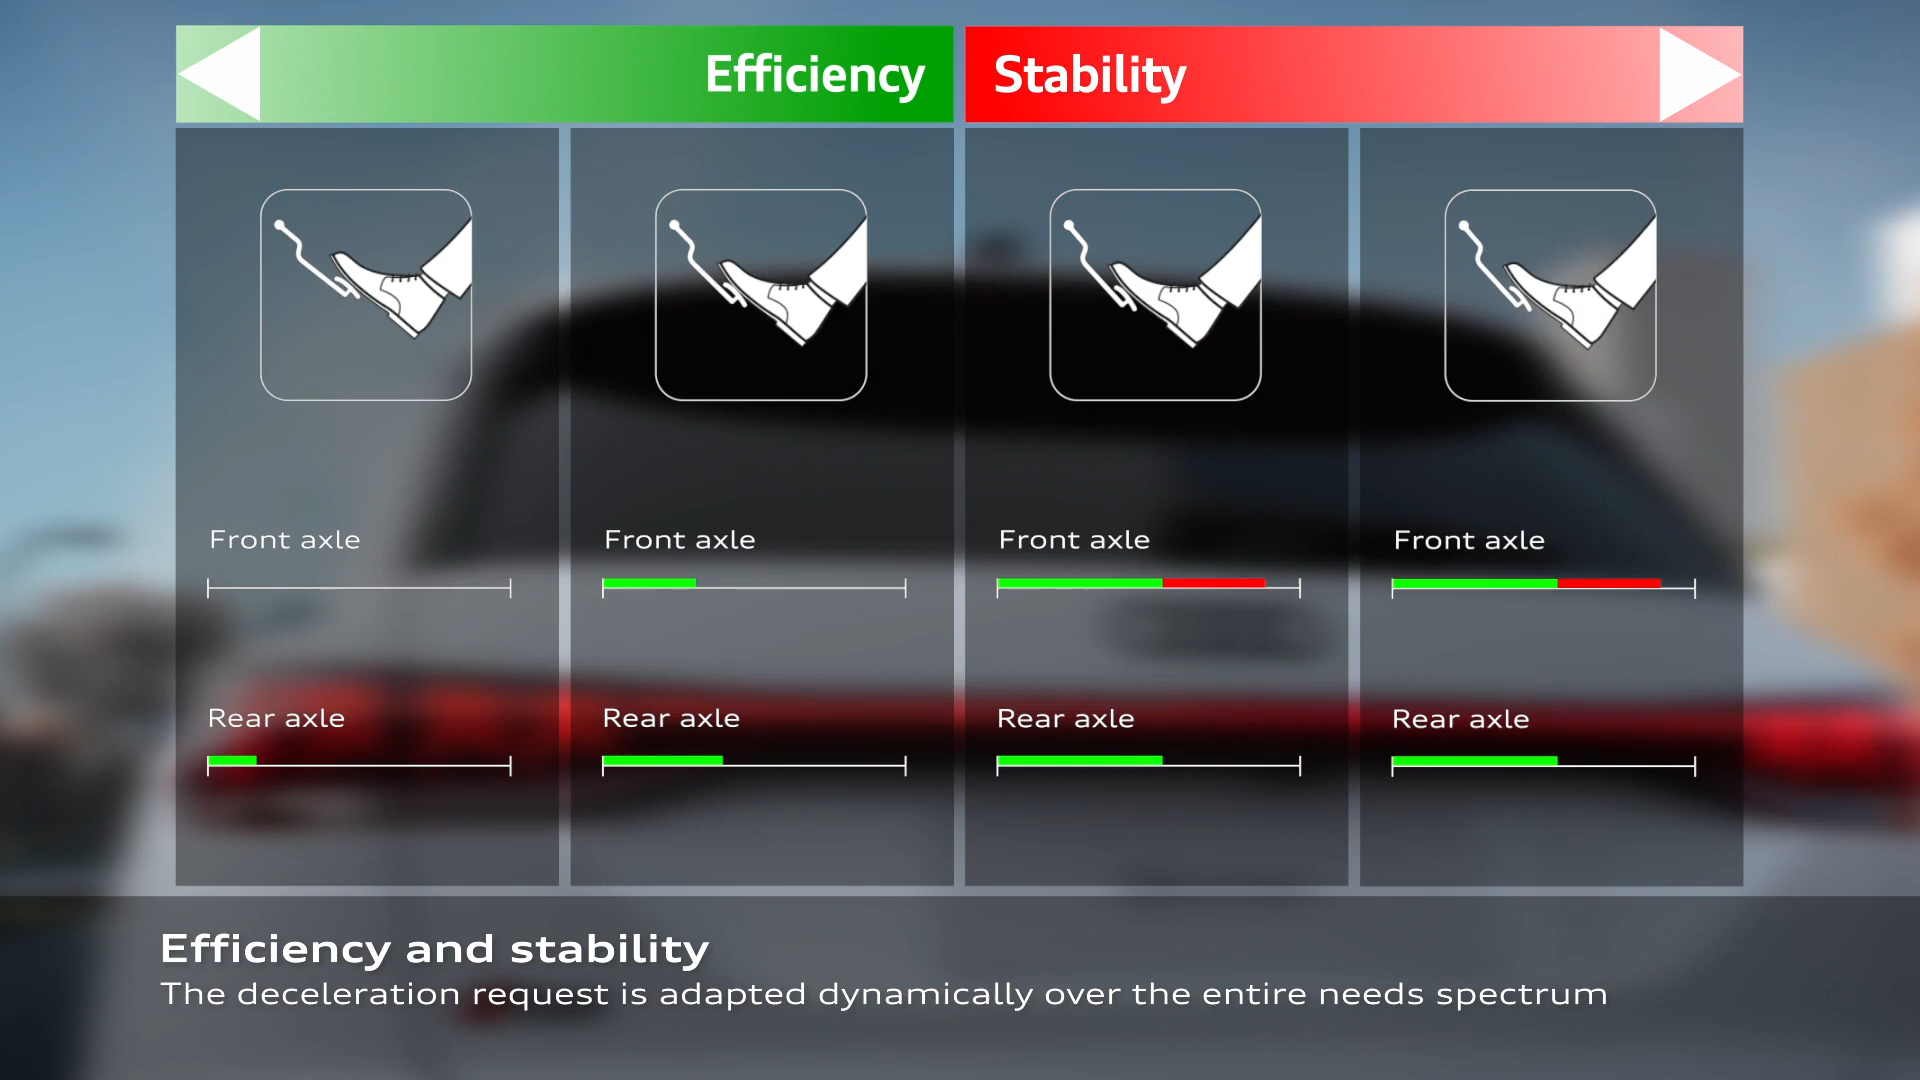 Efficiency
Stability
Front axle
Front axle
Front axle
Front axle
Rear axle
Rear axle
Rear axle
Rear axle
Efficiency and stability
The deceleration request is adapted dynamically over the entire needs spectrum